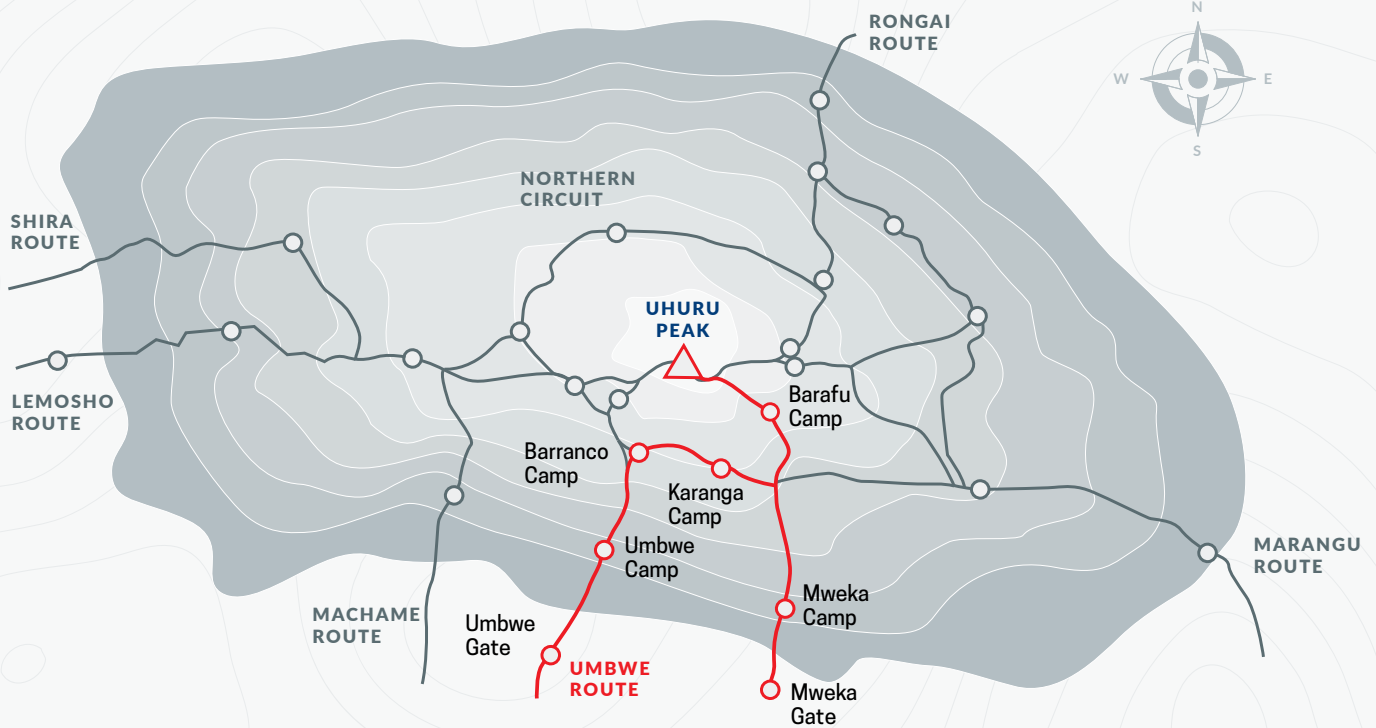 RONGAI
ROUTE
N
W
E
S
NORTHERN
CIRCUIT
SHIRA
ROUTE
UHURU
PEAK
LEMOSHO
ROUTE
Barafu
Camp
Barranco
Camp
Karanga
Camp
Umbwe
Camp
MARANGU
ROUTE
Mweka
Camp
MACHAME
ROUTE
Umbwe
Gate
UMBWE
ROUTE
Mweka
Gate